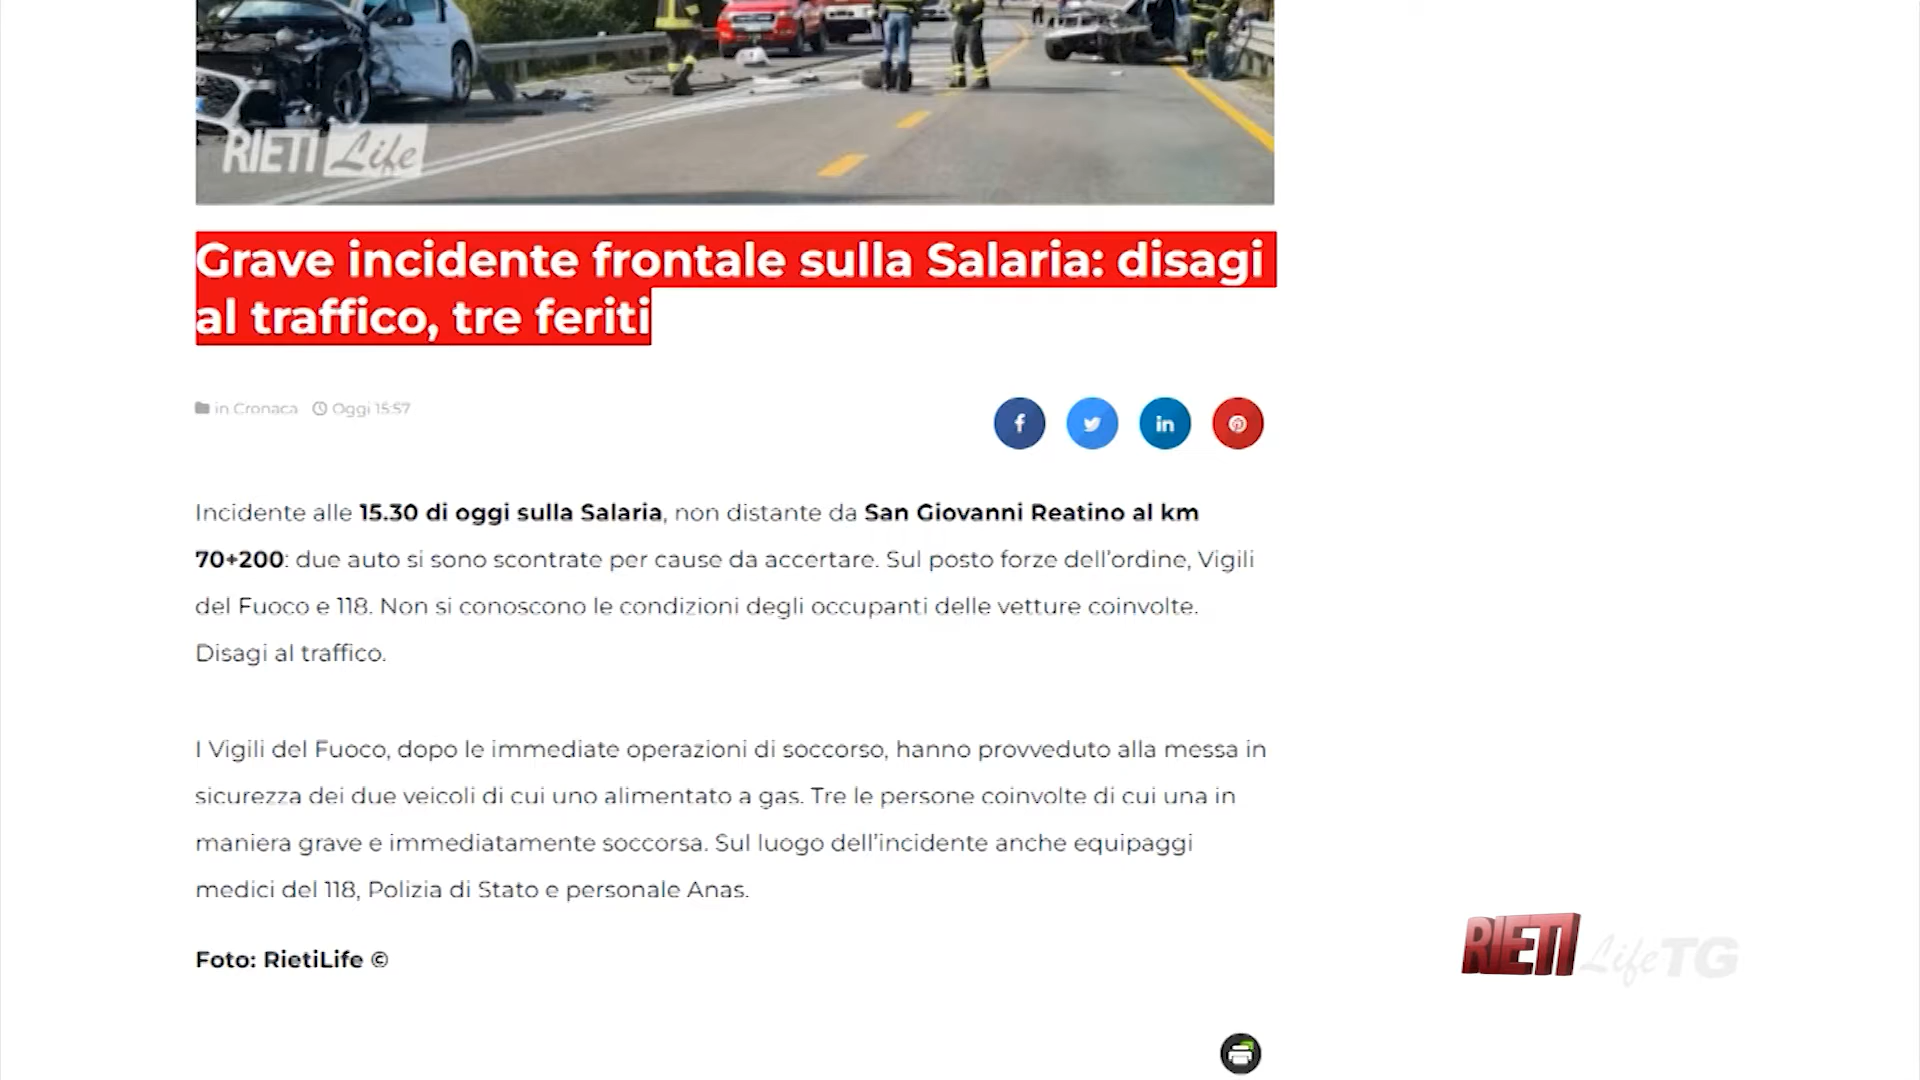 RIETI Life
Grave incidente frontale sulla Salaria: disagi
al traffico, tre feriti
in Cronaca Oggi 15:57
Incidente alle 15.30 di oggi sulla Salaria, non distante da San Giovanni Reatino al km
70+200: due auto si sono scontrate per cause da accertare. Sul posto forze dell’ordine, Vigili
del Fuoco e 118. Non si conoscono le condizioni degli occupanti delle vetture coinvolte.
Disagi al traffico.
I Vigili del Fuoco, dopo le immediate operazioni di soccorso, hanno provveduto alla messa in
sicurezza dei due veicoli di cui uno alimentato a gas. Tre le persone coinvolte di cui una in
maniera grave e immediatamente soccorsa. Sul luogo dell’incidente anche equipaggi
medici del 118, Polizia di Stato e personale Anas.
Foto: RietiLife ©
RIETI Life TG